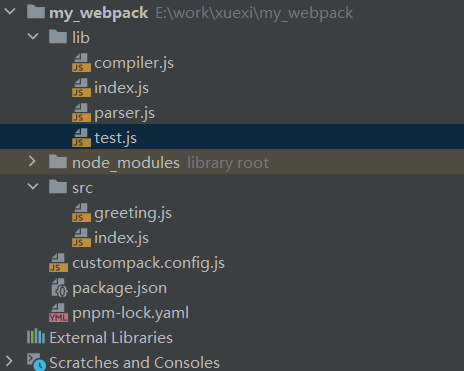 my_webpack E:\work\xuexi\my_webpack
lib
JS compiler.js
JS index.js
JS parser.js
JS test.js
node_modules library root
src
JS greeting.js
JS index.js
JS custompack.config.js
package.json
YML pnpm-lock.yaml
External Libraries
Scratches and Consoles